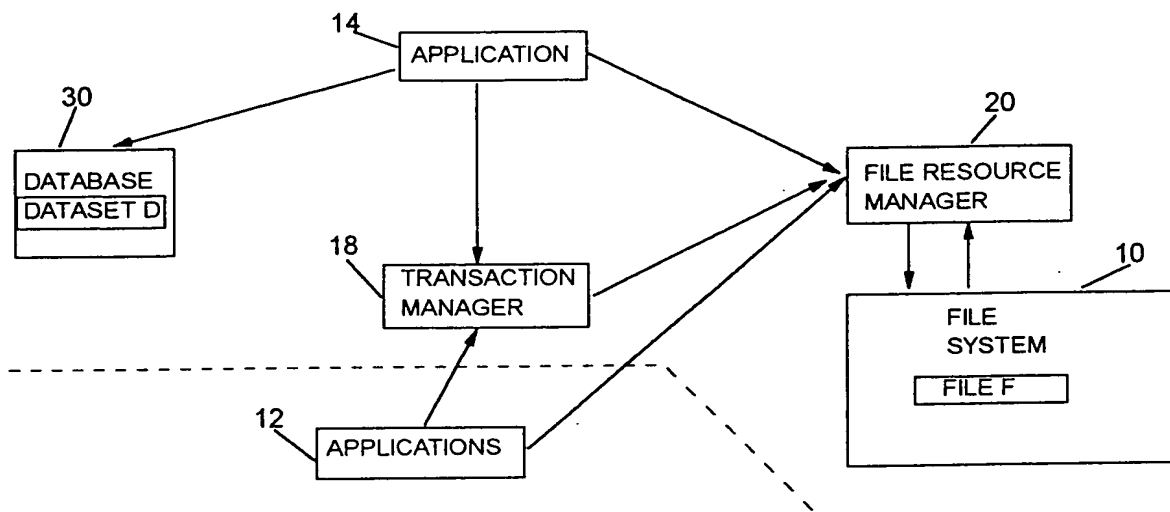 14
APPLICATION
30
DATABASE
DATASET D
20
FILE RESOURCE
MANAGER
18
TRANSACTION
MANAGER
10
FILE
SYSTEM
FILE F
12
APPLICATIONS